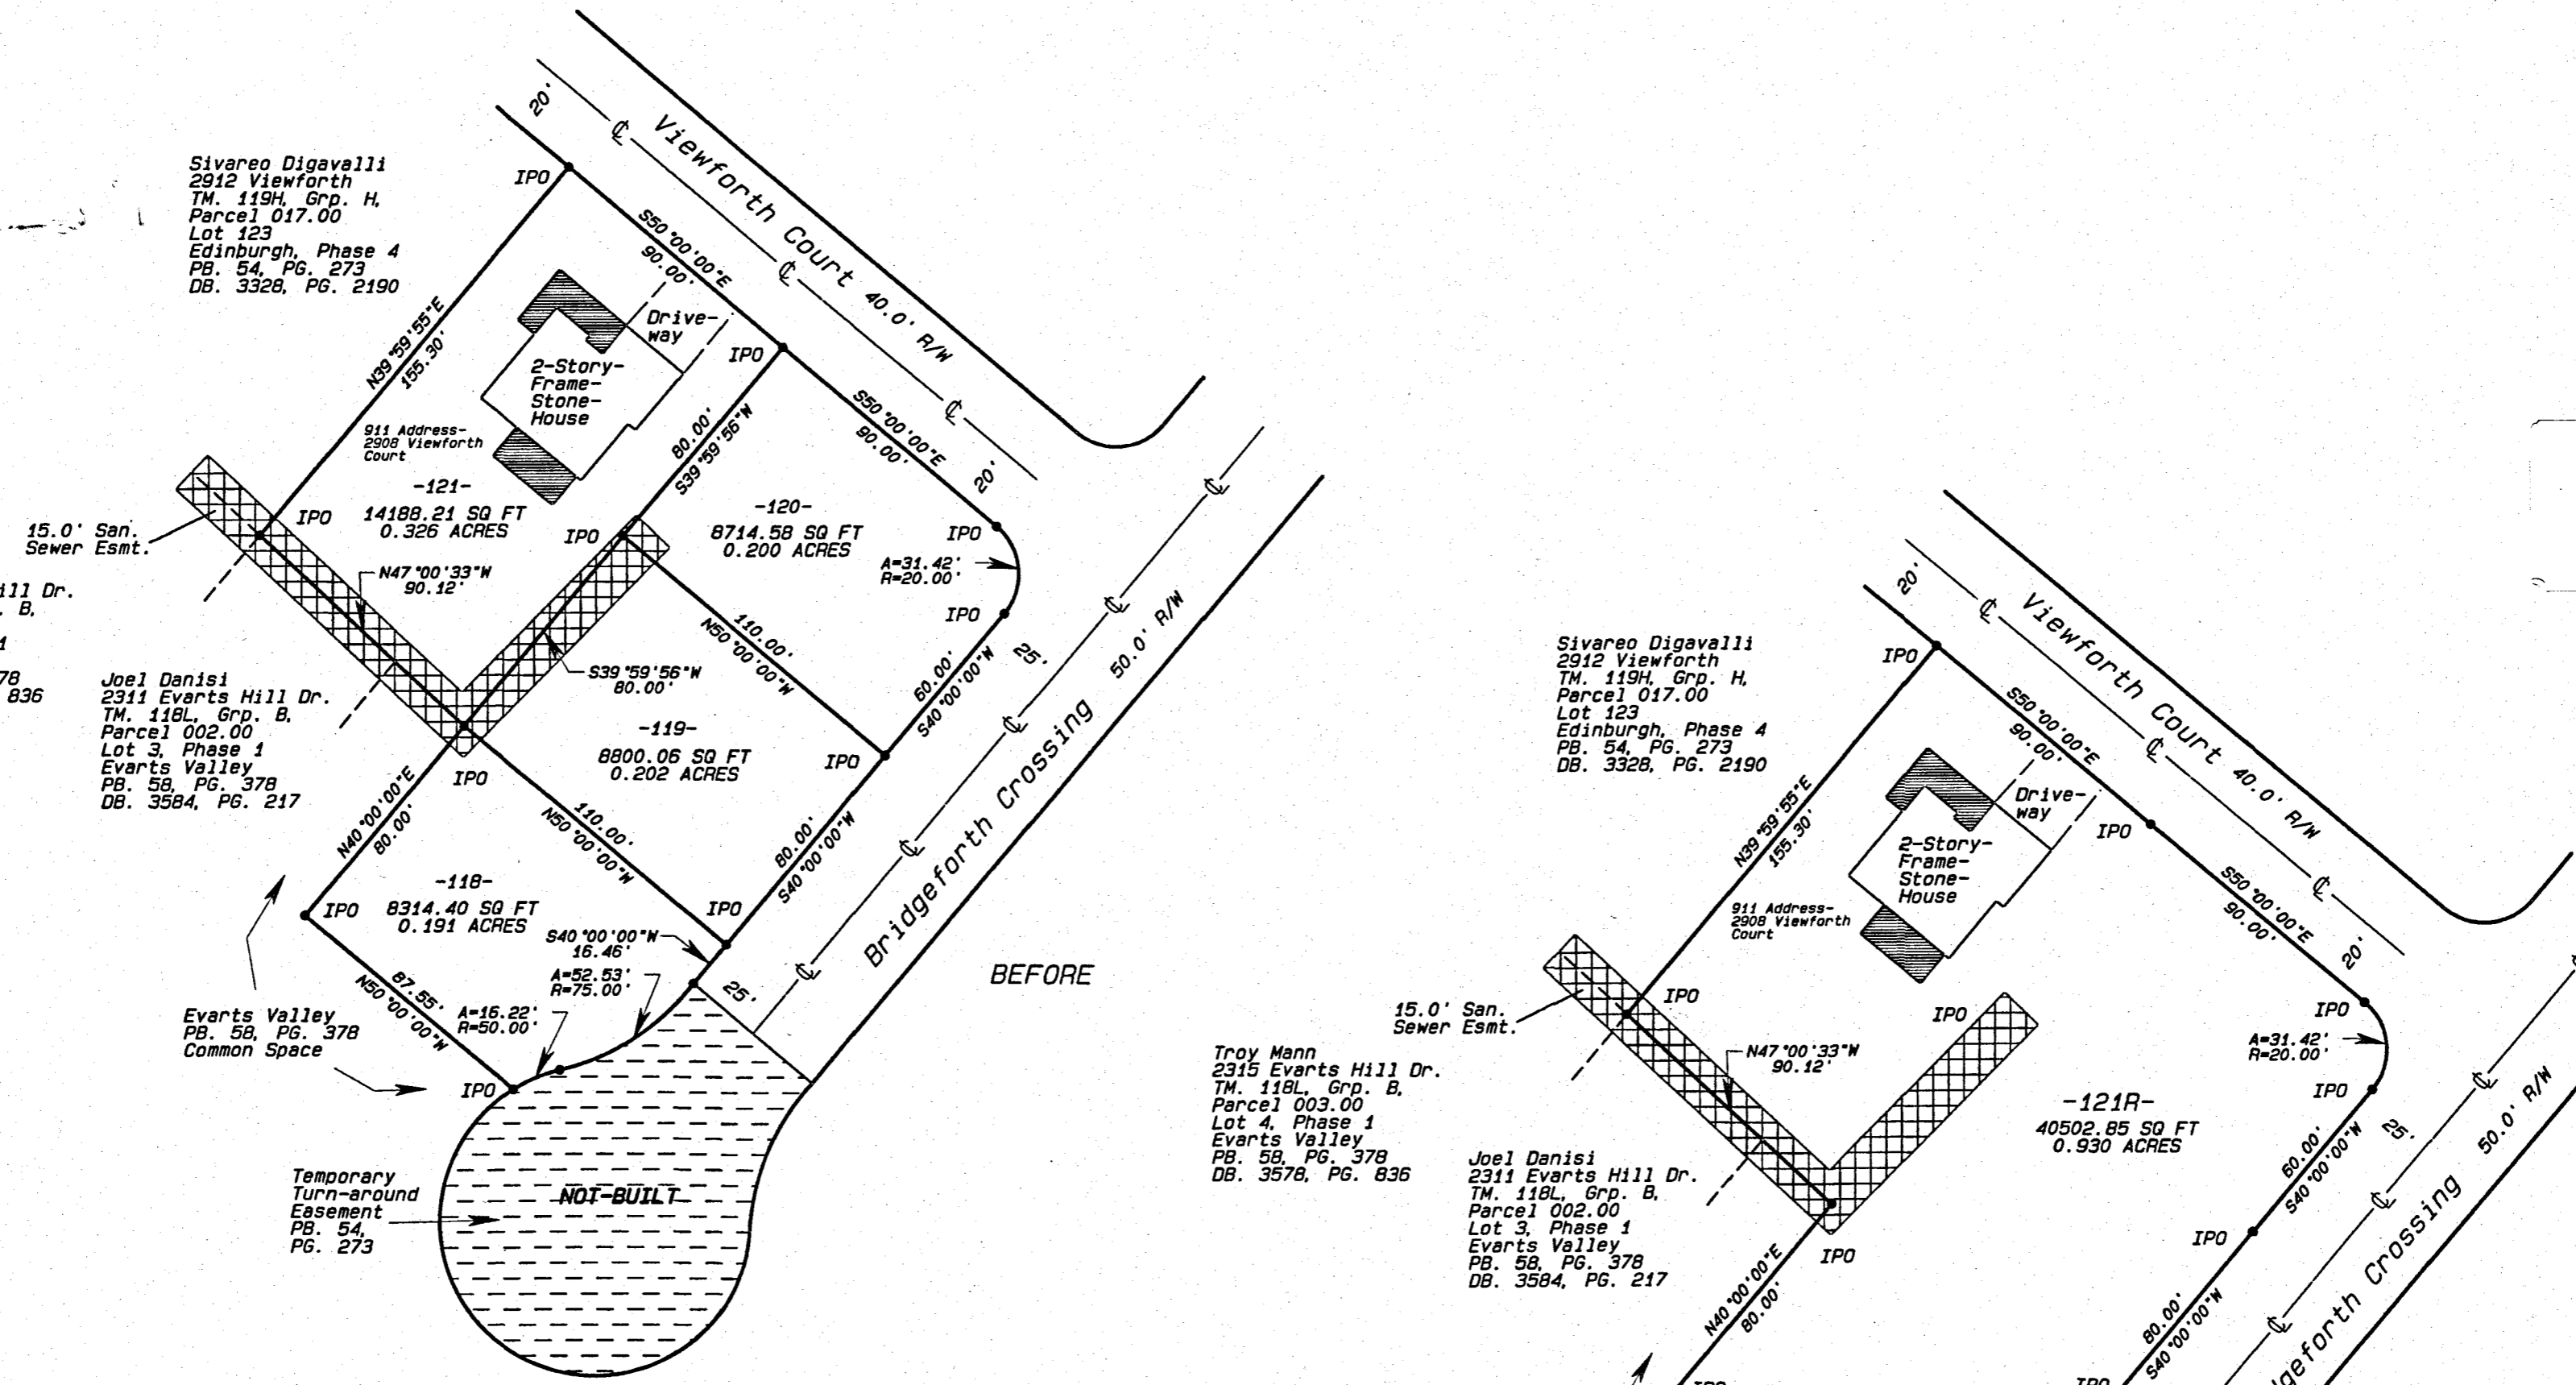 20'
℄
Viewforth Court 40.0' R/W
℄
℄
Sivareo Digavalli
2912 Viewforth
TM. 119H, Grp. H,
Parcel 017.00
Lot 123
Edinburgh, Phase 4
PB. 54, PG. 273
DB. 3328, PG. 2190
IPO
S50°00'00"E
90.00'
N39°59'55"E
155.30'
Drive-
way
2-Story-
Frame-
Stone-
House
IPO
911 Address-
2908 Viewforth
Court
80.00'
S39°59'56"W
S50°00'00"E
90.00'
20'
-121-
14188.21 SQ FT
0.326 ACRES
IPO
15.0' San.
Sewer Esmt.
IPO
-120-
8714.58 SQ FT
0.200 ACRES
IPO
A=31.42'
R=20.00'
IPO
N47°00'33"W
90.12'
ill Dr.
. B,
1
78
836
Joel Danisi
2311 Evarts Hill Dr.
TM. 118L, Grp. B,
Parcel 002.00
Lot 3, Phase 1
Evarts Valley
PB. 58, PG. 378
DB. 3584, PG. 217
S39°59'56"W
80.00'
110.00'
N50°00'00"W
60.00'
S40°00'00"W
25'
℄
℄
℄
℄
℄
Bridgeforth Crossing 50.0' R/W
-119-
8800.06 SQ FT
0.202 ACRES
IPO
IPO
N40°00'00"E
80.00'
110.00'
N50°00'00"W
80.00'
S40°00'00"W
-118-
8314.40 SQ FT
0.191 ACRES
IPO
IPO
S40°00'00"W
16.46'
A=52.53'
R=75.00'
25'
BEFORE
87.55'
N50°00'00"W
A=16.22'
R=50.00'
Evarts Valley
PB. 58, PG. 378
Common Space
IPO
Temporary
Turn-around
Easement
PB. 54,
PG. 273
NOT-BUILT
20'
℄
Viewforth Court 40.0' R/W
℄
℄
Sivareo Digavalli
2912 Viewforth
TM. 119H, Grp. H,
Parcel 017.00
Lot 123
Edinburgh, Phase 4
PB. 54, PG. 273
DB. 3328, PG. 2190
IPO
S50°00'00"E
90.00'
N39°59'55"E
155.30'
Drive-
way
2-Story-
Frame-
Stone-
House
IPO
911 Address-
2908 Viewforth
Court
S50°00'00"E
90.00'
20'
IPO
15.0' San.
Sewer Esmt.
IPO
IPO
A=31.42'
R=20.00'
IPO
N47°00'33"W
90.12'
Troy Mann
2315 Evarts Hill Dr.
TM. 118L, Grp. B,
Parcel 003.00
Lot 4, Phase 1
Evarts Valley
PB. 58, PG. 378
DB. 3578, PG. 836
-121R-
40502.85 SQ FT
0.930 ACRES
Joel Danisi
2311 Evarts Hill Dr.
TM. 118L, Grp. B,
Parcel 002.00
Lot 3, Phase 1
Evarts Valley
PB. 58, PG. 378
DB. 3584, PG. 217
60.00'
S40°00'00"W
25'
℄
℄
℄
℄
dgeforth Crossing 50.0' R/W
IPO
IPO
N40°00'00"E
80.00'
80.00'
S40°00'00"W
IPO
IPO